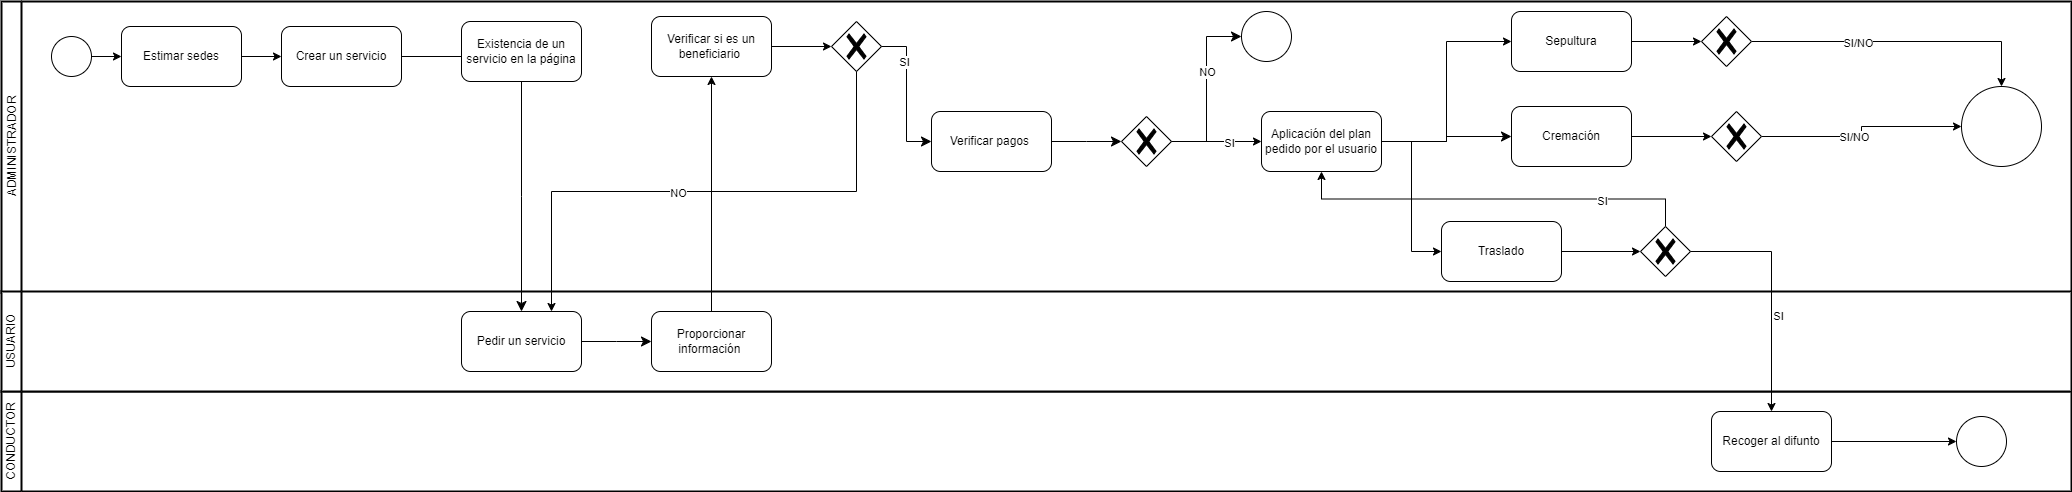 ADMINISTRADOR
Estimar sedes
Crear un servicio
Existencia de un
servicio en la página
Verificar si es un
beneficiario
SI
NO
Verificar pagos
NO
SI
Aplicación del plan
pedido por el usuario
Sepultura
SI/NO
Cremación
SI/NO
SI
Traslado
SI
USUARIO
Pedir un servicio
Proporcionar
información
CONDUCTOR
Recoger al difunto